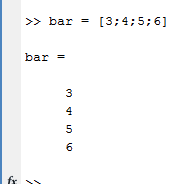 >> bar = [3;4;5;6]
bar =
3
4
5
6
fx >>